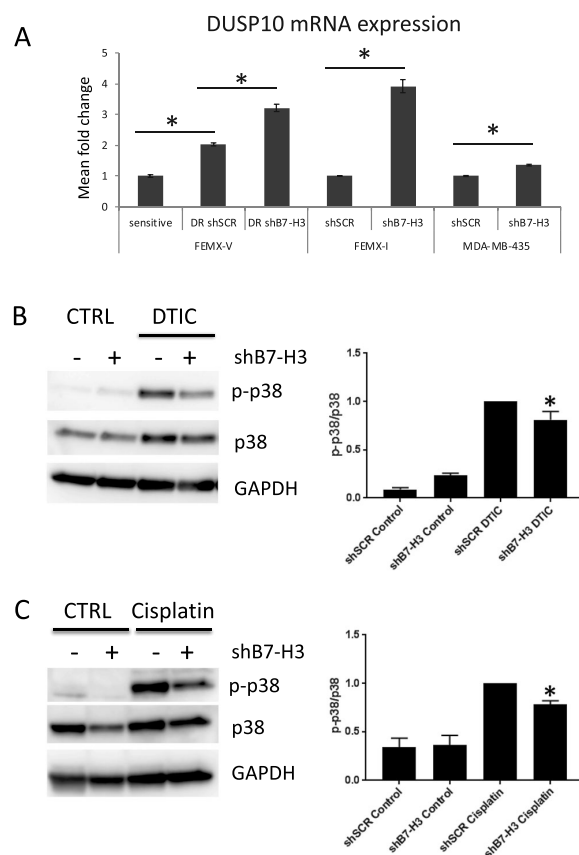 A
DUSP10 mRNA expression
Mean fold change
5
4
3
2
1
0
* * * *
sensitive DR shSCR DR shB7-H3 shSCR shB7-H3 shSCR shB7-H3
FEMX-V FEMX-I MDA-MB-435
B
CTRL DTIC
- + - + shB7-H3
p-p38
p38
GAPDH
p-p38/p38
1.5
1.0
0.5
0.0
*
shSCR Control
shB7-H3 Control
shSCR DTIC
shB7-H3 DTIC
C
CTRL Cisplatin
- + - + shB7-H3
p-p38
p38
GAPDH
p-p38/p38
1.5
1.0
0.5
0.0
*
shSCR Control
shB7-H3 Control
shSCR Cisplatin
shB7-H3 Cisplatin